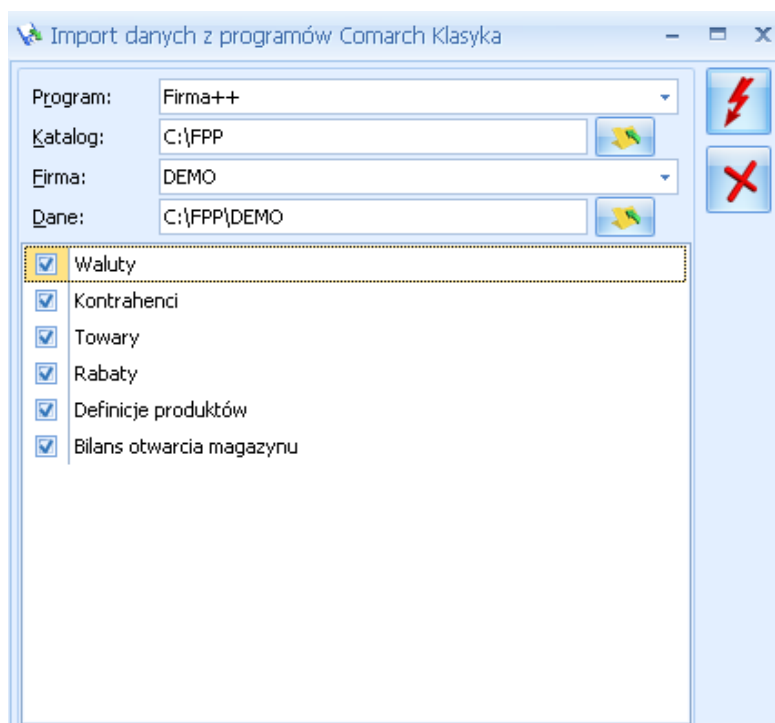 Import danych z programów Comarch Klasyka
Program: Firma++
Katalog: C:\FPP
Firma: DEMO
Dane: C:\FPP\DEMO
Waluty
Kontrahenci
Towary
Rabaty
Definicje produktów
Bilans otwarcia magazynu